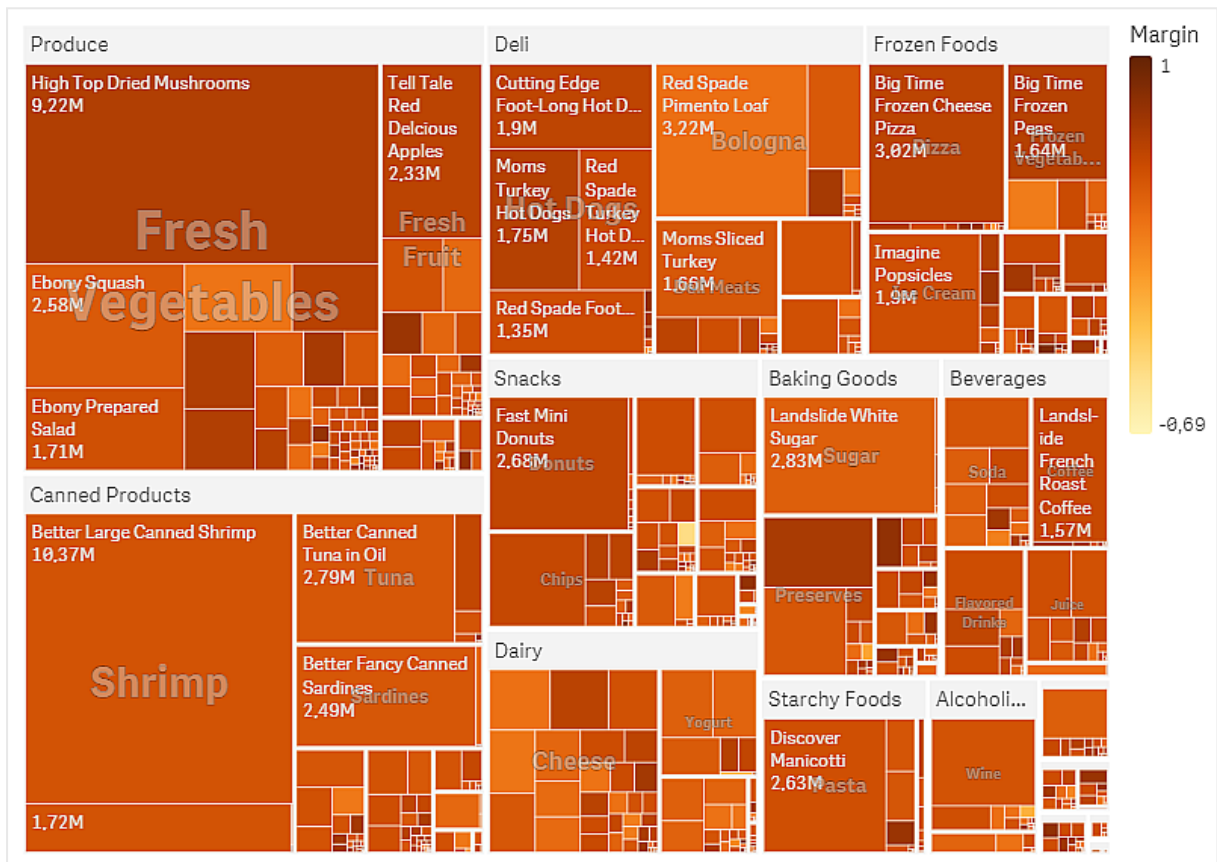 Produce
High Top Dried Mushrooms
9,22M
Fresh
Vegetables
Ebony Squash
2,58M
Ebony Prepared
Salad
1,71M
Tell Tale
Red
Delcious
Apples
2,33M
Fresh
Fruit
Deli
Cutting Edge
Foot-Long Hot D...
1,9M
Moms
Turkey
Hot Dogs
1,75M
Red
Spade
Turkey
Hot D...
1,42M
Hot Dogs
Red Spade Foot...
1,35M
Red Spade
Pimento Loaf
3,22M
Bologna
Moms Sliced
Turkey
1,66M
Deli Meats
Frozen Foods
Big Time
Frozen Cheese
Pizza
3,02M
Pizza
Big Time
Frozen
Peas
1,64M
Frozen
Vegetab...
Imagine
Popsicles
1,9M
Ice Cream
Margin
1
-0,69
Canned Products
Better Large Canned Shrimp
10,37M
Shrimp
1,72M
Better Canned
Tuna in Oil
2,79M
Tuna
Better Fancy Canned
Sardines
2,49M
Sardines
Snacks
Fast Mini
Donuts
2,68M
Donuts
Chips
Dairy
Cheese
Yogurt
Baking Goods
Landslide White
Sugar
2,83M
Sugar
Preserves
Beverages
Soda
Landsl-
ide
French
Roast
Coffee
1,57M
Coffee
Flavored
Drinks
Juice
Starchy Foods
Discover
Manicotti
2,63M
Pasta
Alcoholi...
Wine